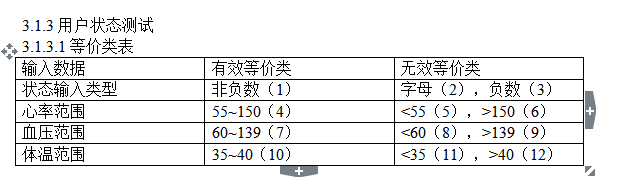 3.1.3 用户状态测试
3.1.3.1 等价类表
输入数据 有效等价类 无效等价类
状态输入类型 非负数（1） 字母（2），负数（3）
心率范围 55~150（4） <55（5），>150（6）
血压范围 60~139（7） <60（8），>139（9）
体温范围 35~40（10） <35（11），>40（12）